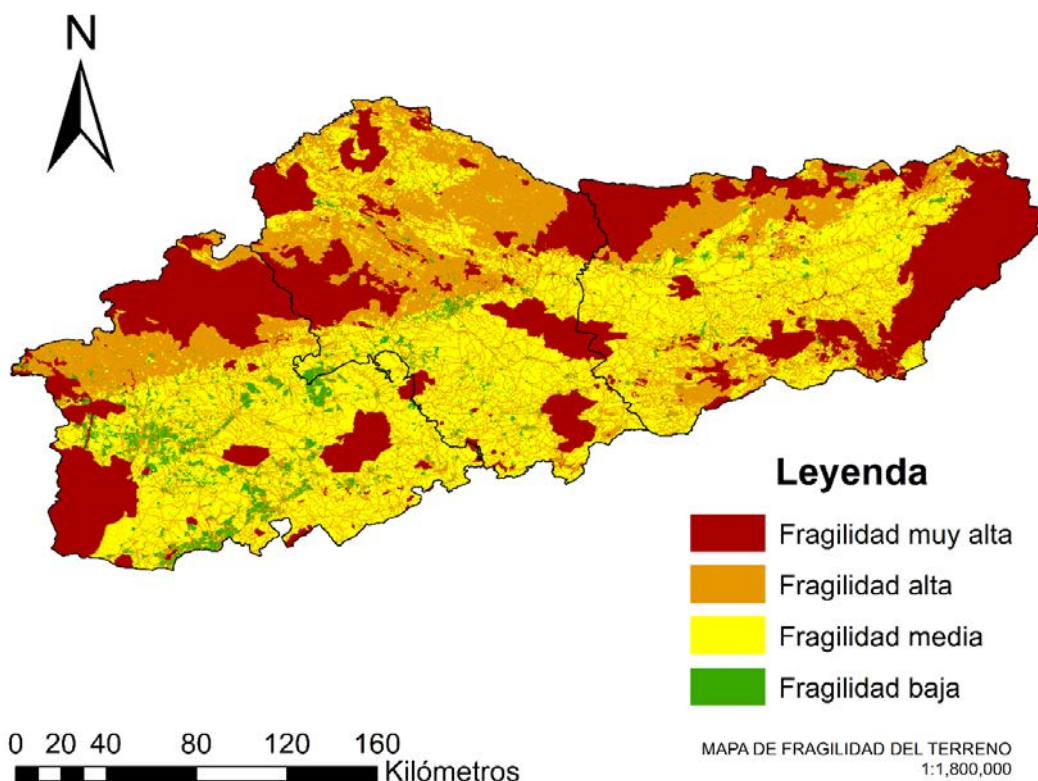 N
Leyenda
Fragilidad muy alta
Fragilidad alta
Fragilidad media
Fragilidad baja
0 20 40 80 120 160
Kilómetros
MAPA DE FRAGILIDAD DEL TERRENO
1:1,800,000